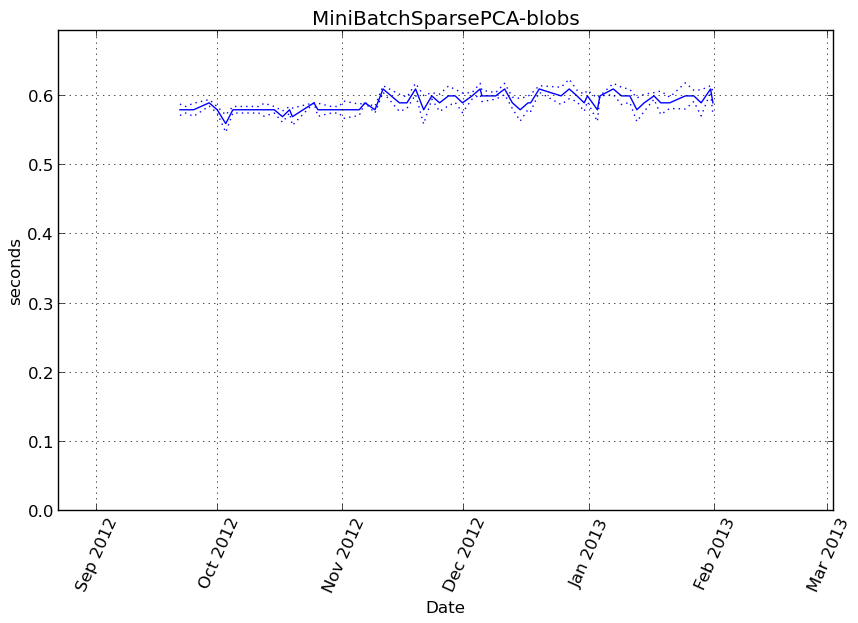 MiniBatchSparsePCA-blobs
0.6
0.5
0.4
0.3
0.2
0.1
0.0
seconds
Sep 2012
Oct 2012
Nov 2012
Dec 2012
Jan 2013
Feb 2013
Mar 2013
Date